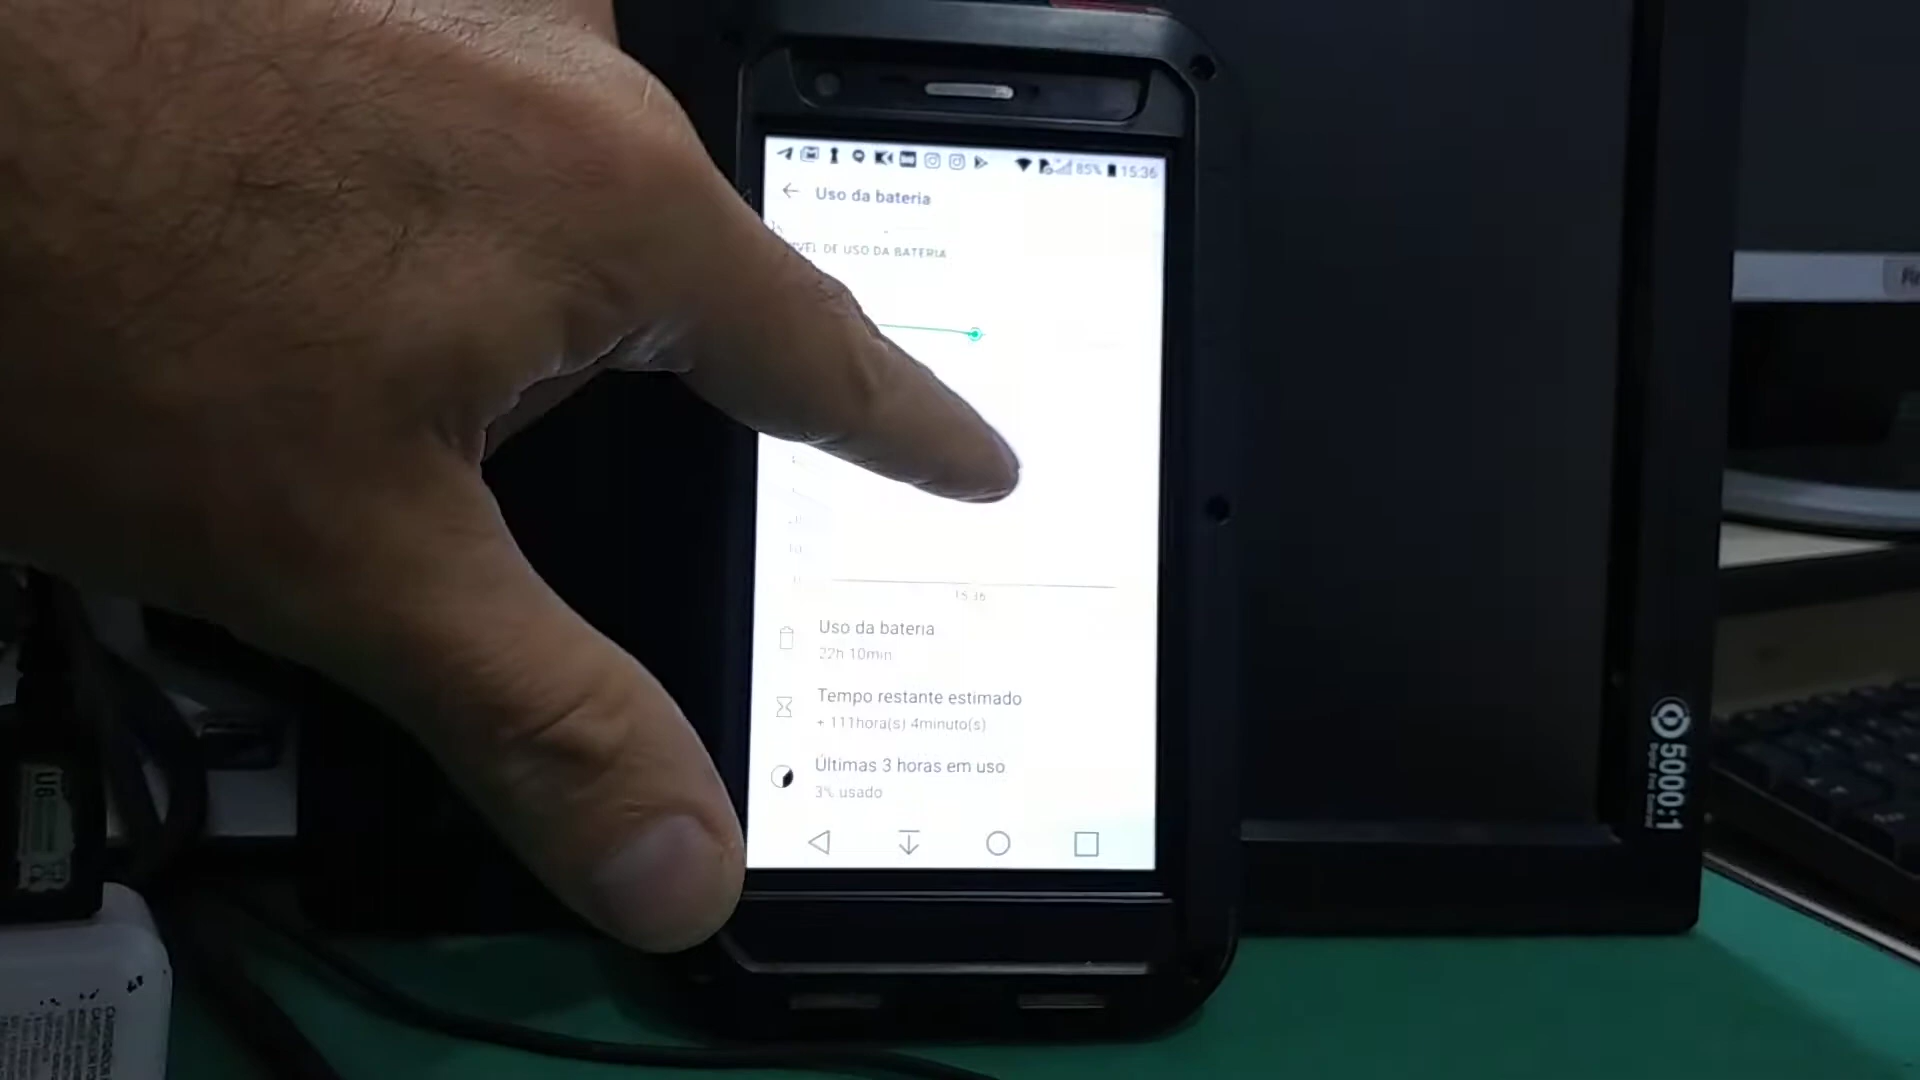 85% 15:36
Uso da bateria
VEL DE USO DA BATERIA
15:36
Uso da bateria
22h 10min
Tempo restante estimado
+ 111hora(s) 4minuto(s)
Últimas 3 horas em uso
3% usado
5000:1